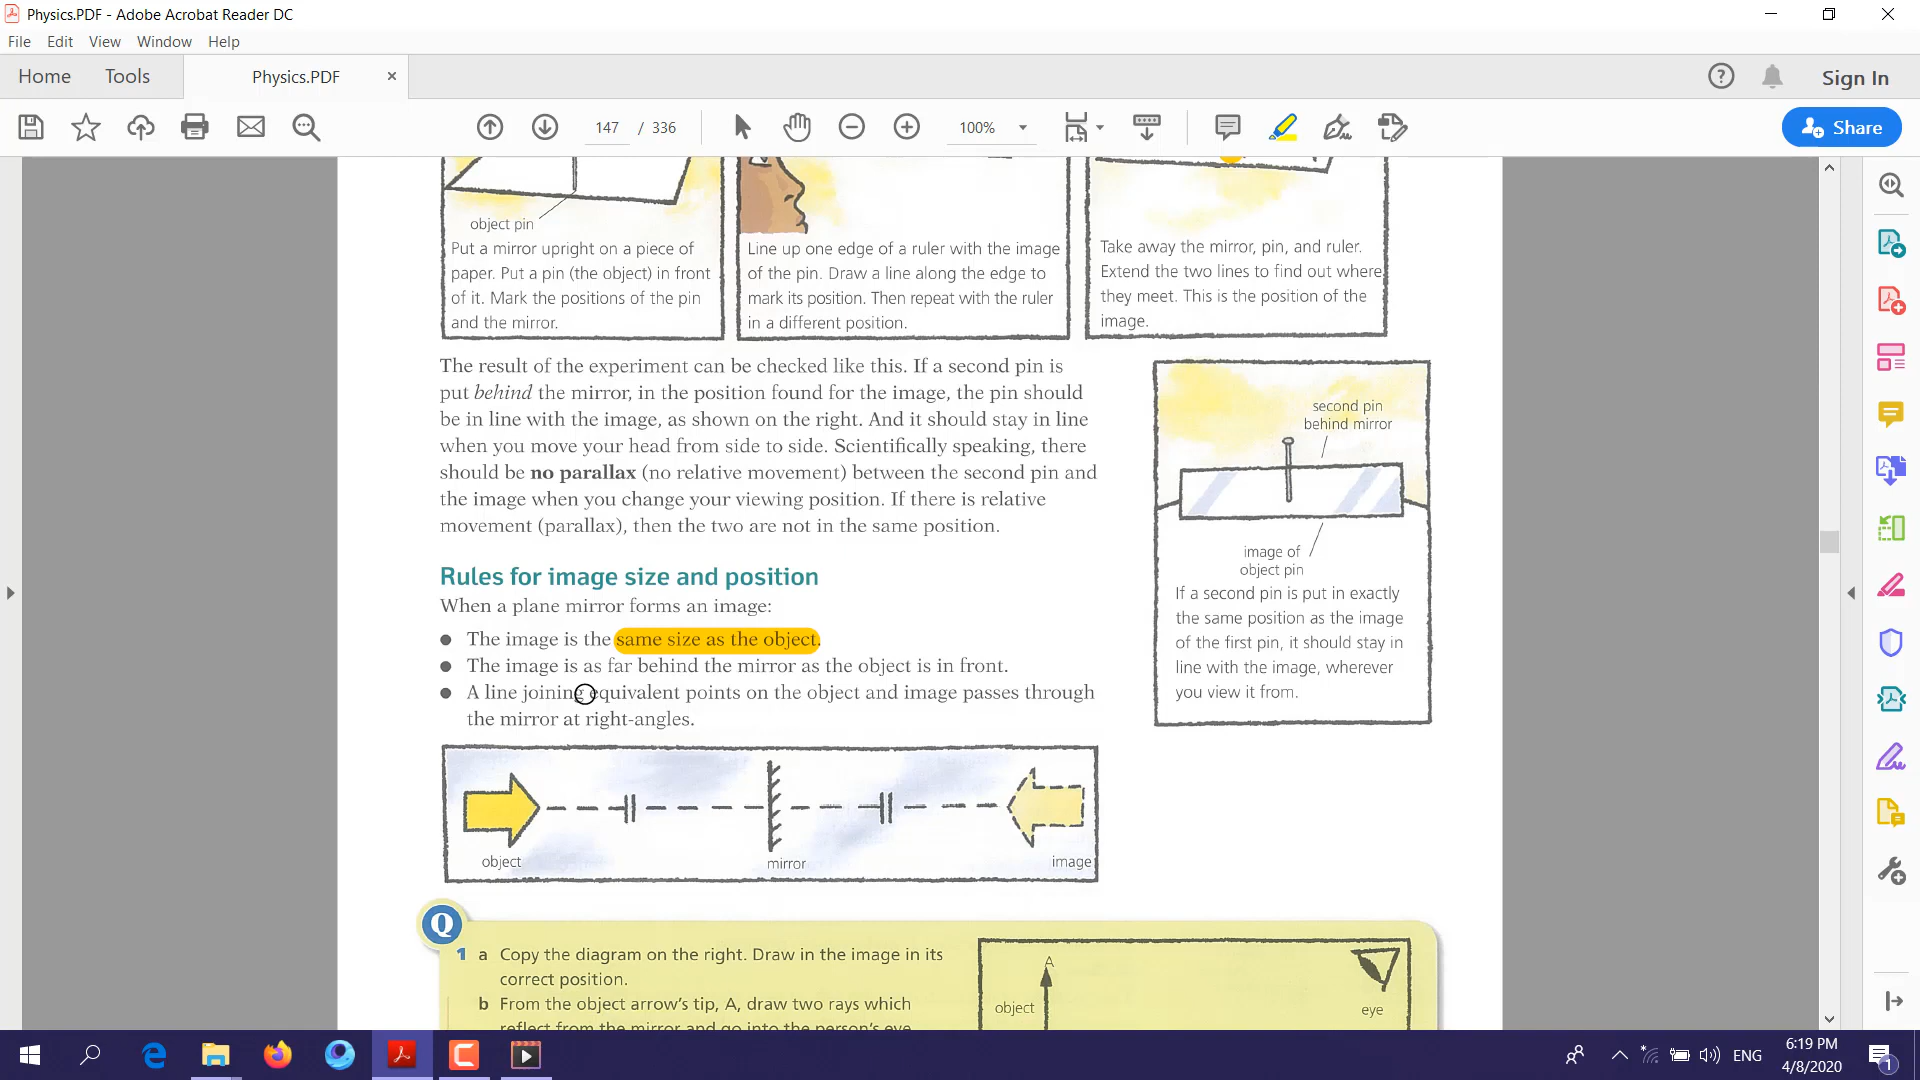 Physics.PDF - Adobe Acrobat Reader DC
File Edit View Window Help
Home Tools Physics.PDF × Sign In
147 / 336 100% Share
object pin
Put a mirror upright on a piece of
paper. Put a pin (the object) in front
of it. Mark the positions of the pin
and the mirror.
Line up one edge of a ruler with the image
of the pin. Draw a line along the edge to
mark its position. Then repeat with the ruler
in a different position.
Take away the mirror, pin, and ruler.
Extend the two lines to find out where
they meet. This is the position of the
image.
The result of the experiment can be checked like this. If a second pin is
put behind the mirror, in the position found for the image, the pin should
be in line with the image, as shown on the right. And it should stay in line
when you move your head from side to side. Scientifically speaking, there
should be no parallax (no relative movement) between the second pin and
the image when you change your viewing position. If there is relative
movement (parallax), then the two are not in the same position.
second pin
behind mirror
image of
object pin
If a second pin is put in exactly
the same position as the image
of the first pin, it should stay in
line with the image, wherever
you view it from.
Rules for image size and position
When a plane mirror forms an image:
● The image is the same size as the object.
● The image is as far behind the mirror as the object is in front.
● A line joining equivalent points on the object and image passes through
the mirror at right-angles.
object mirror image
Q
1 a Copy the diagram on the right. Draw in the image in its
correct position.
b From the object arrow's tip, A, draw two rays which
reflect from the mirror and go into the person's eye.
A
object
eye
ENG
6:19 PM
4/8/2020
1